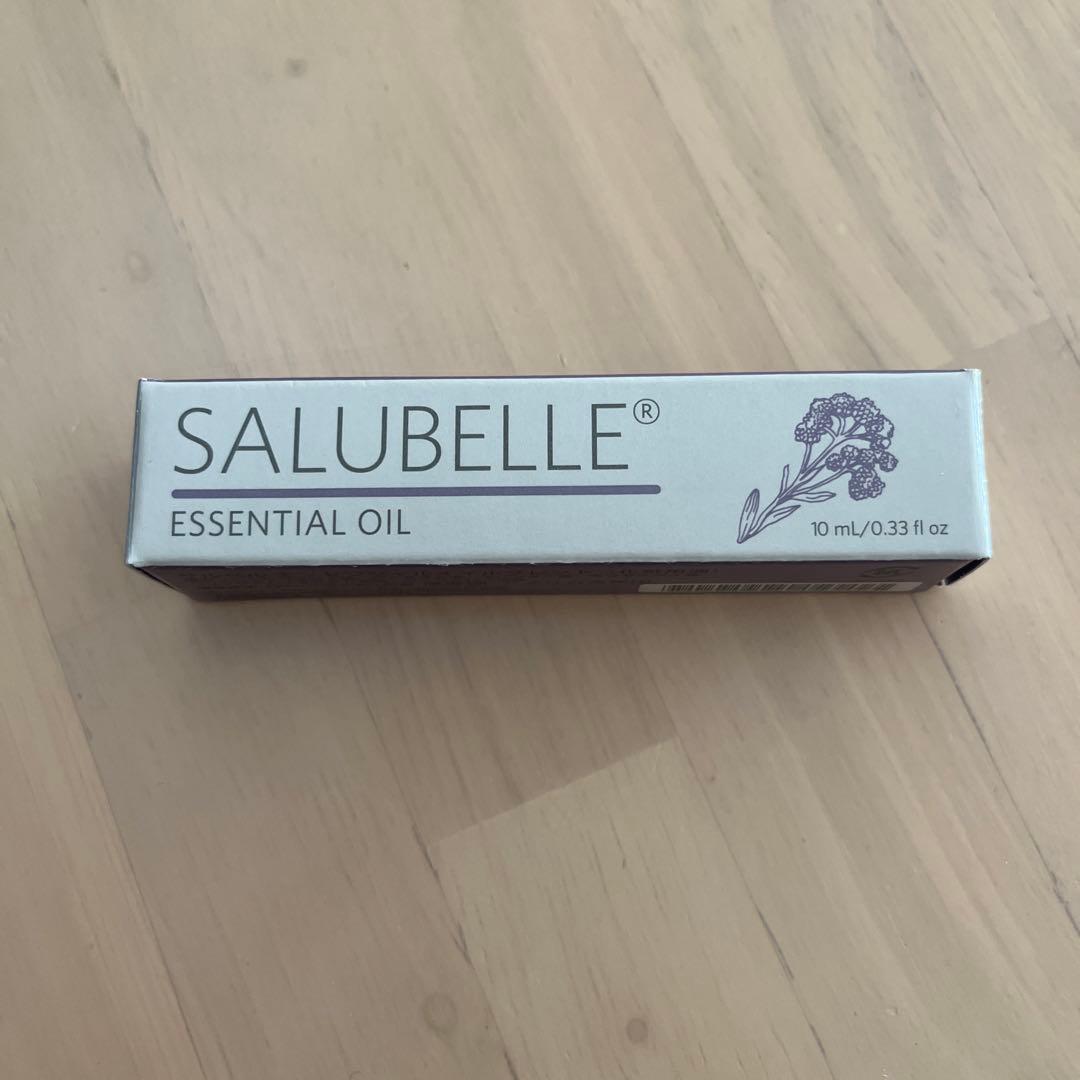 SALUBELLE®
ESSENTIAL OIL
10 mL/0.33 fl oz